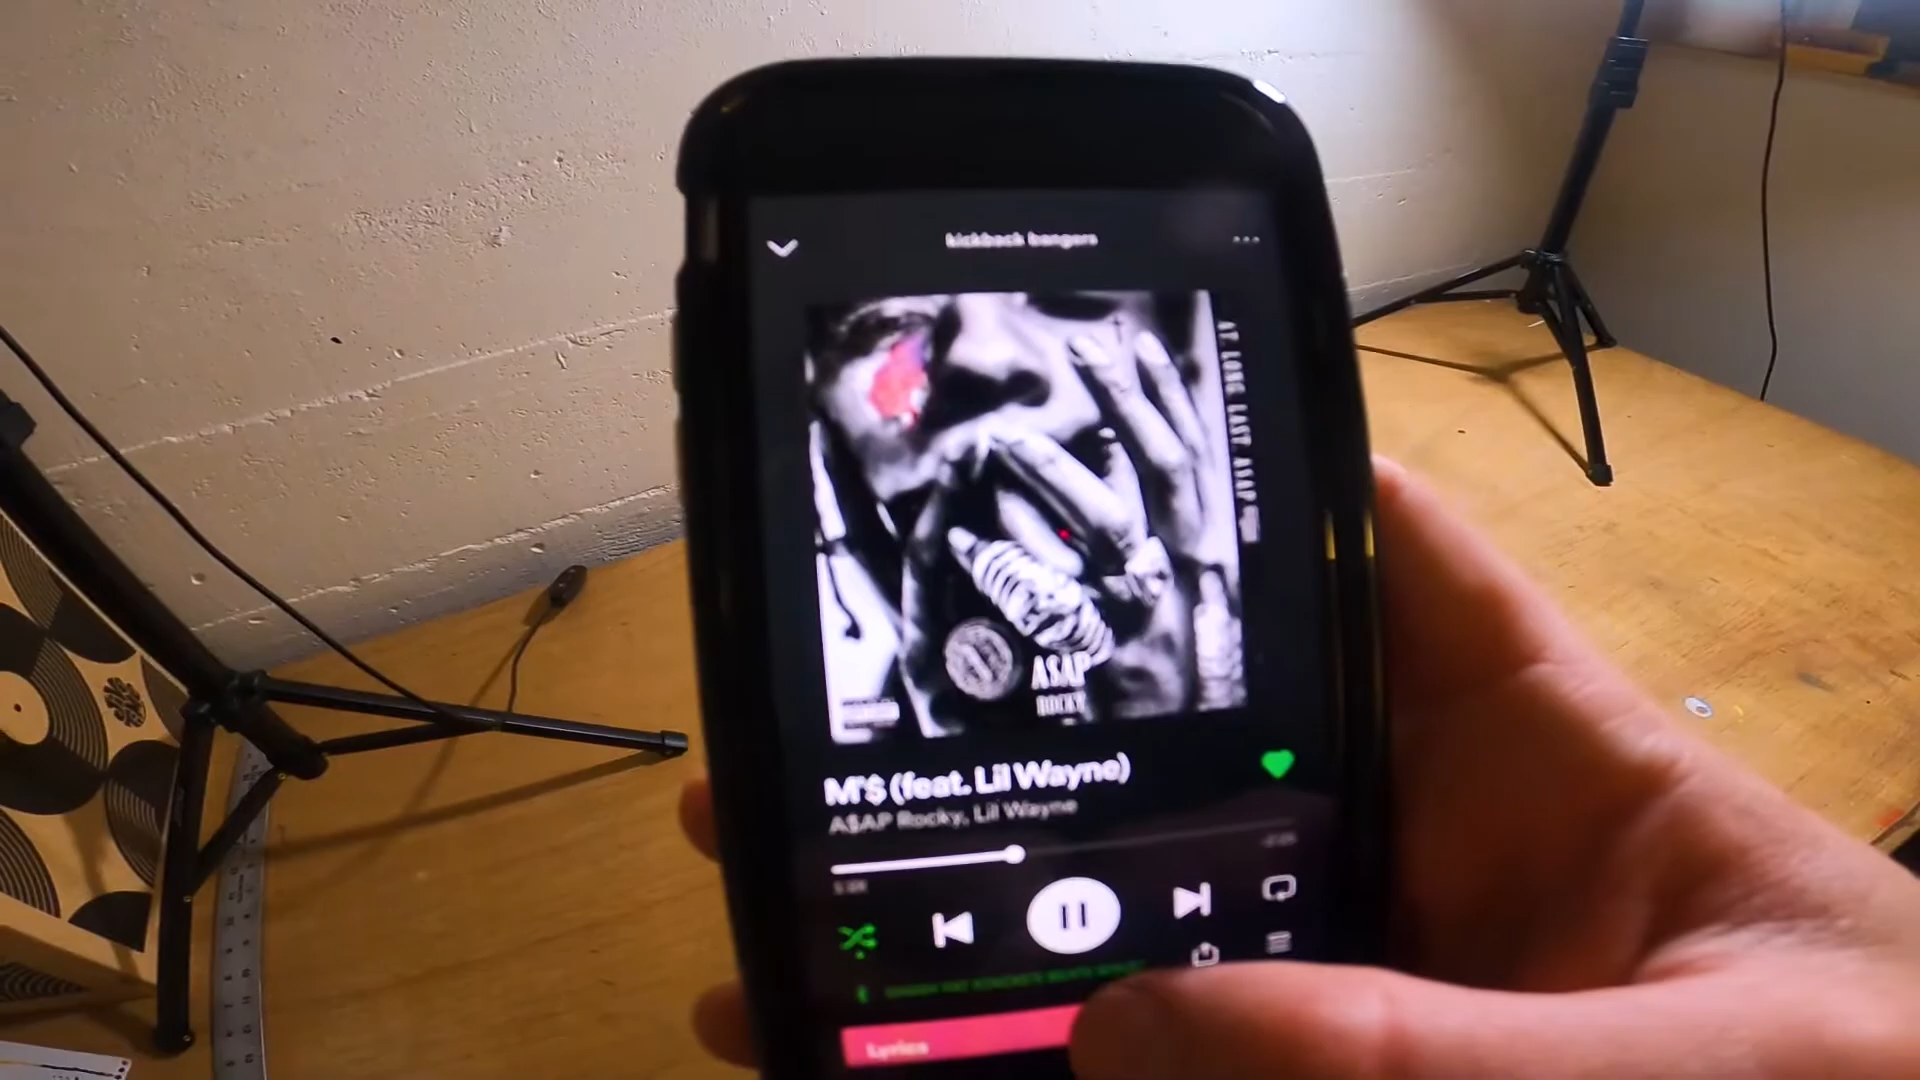 kickback bangers
AT. LONG. LAST. A$AP
A$AP
ROCKY
M'$ (feat. Lil Wayne)
A$AP Rocky, Lil Wayne
Lyrics